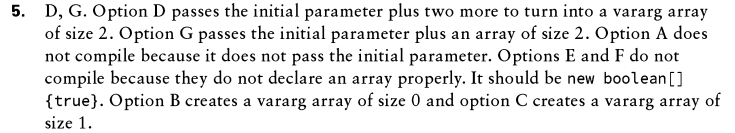 5. D, G. Option D passes the initial parameter plus two more to turn into a vararg array
of size 2. Option G passes the initial parameter plus an array of size 2. Option A does
not compile because it does not pass the initial parameter. Options E and F do not
compile because they do not declare an array properly. It should be new boolean[]
{true}. Option B creates a vararg array of size 0 and option C creates a vararg array of
size 1.